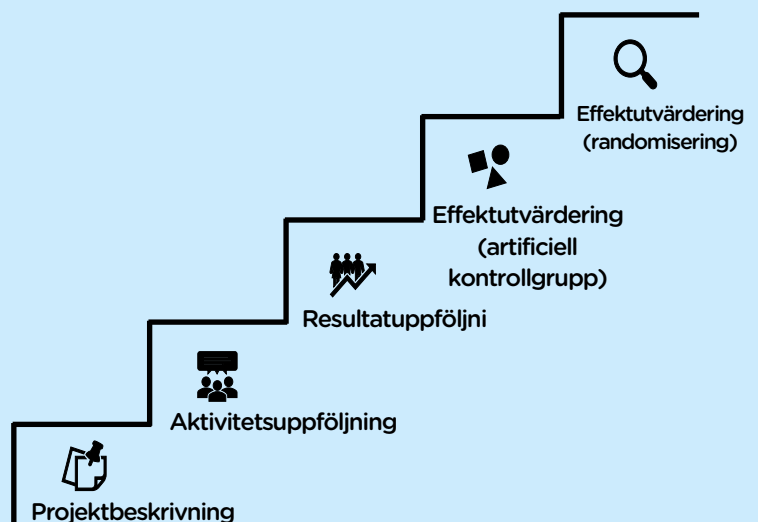 Effektutvärdering
(randomisering)
Effektutvärdering
(artificiell
kontrollgrupp)
Resultatuppföljni
Aktivitetsuppföljning
Projektbeskrivning